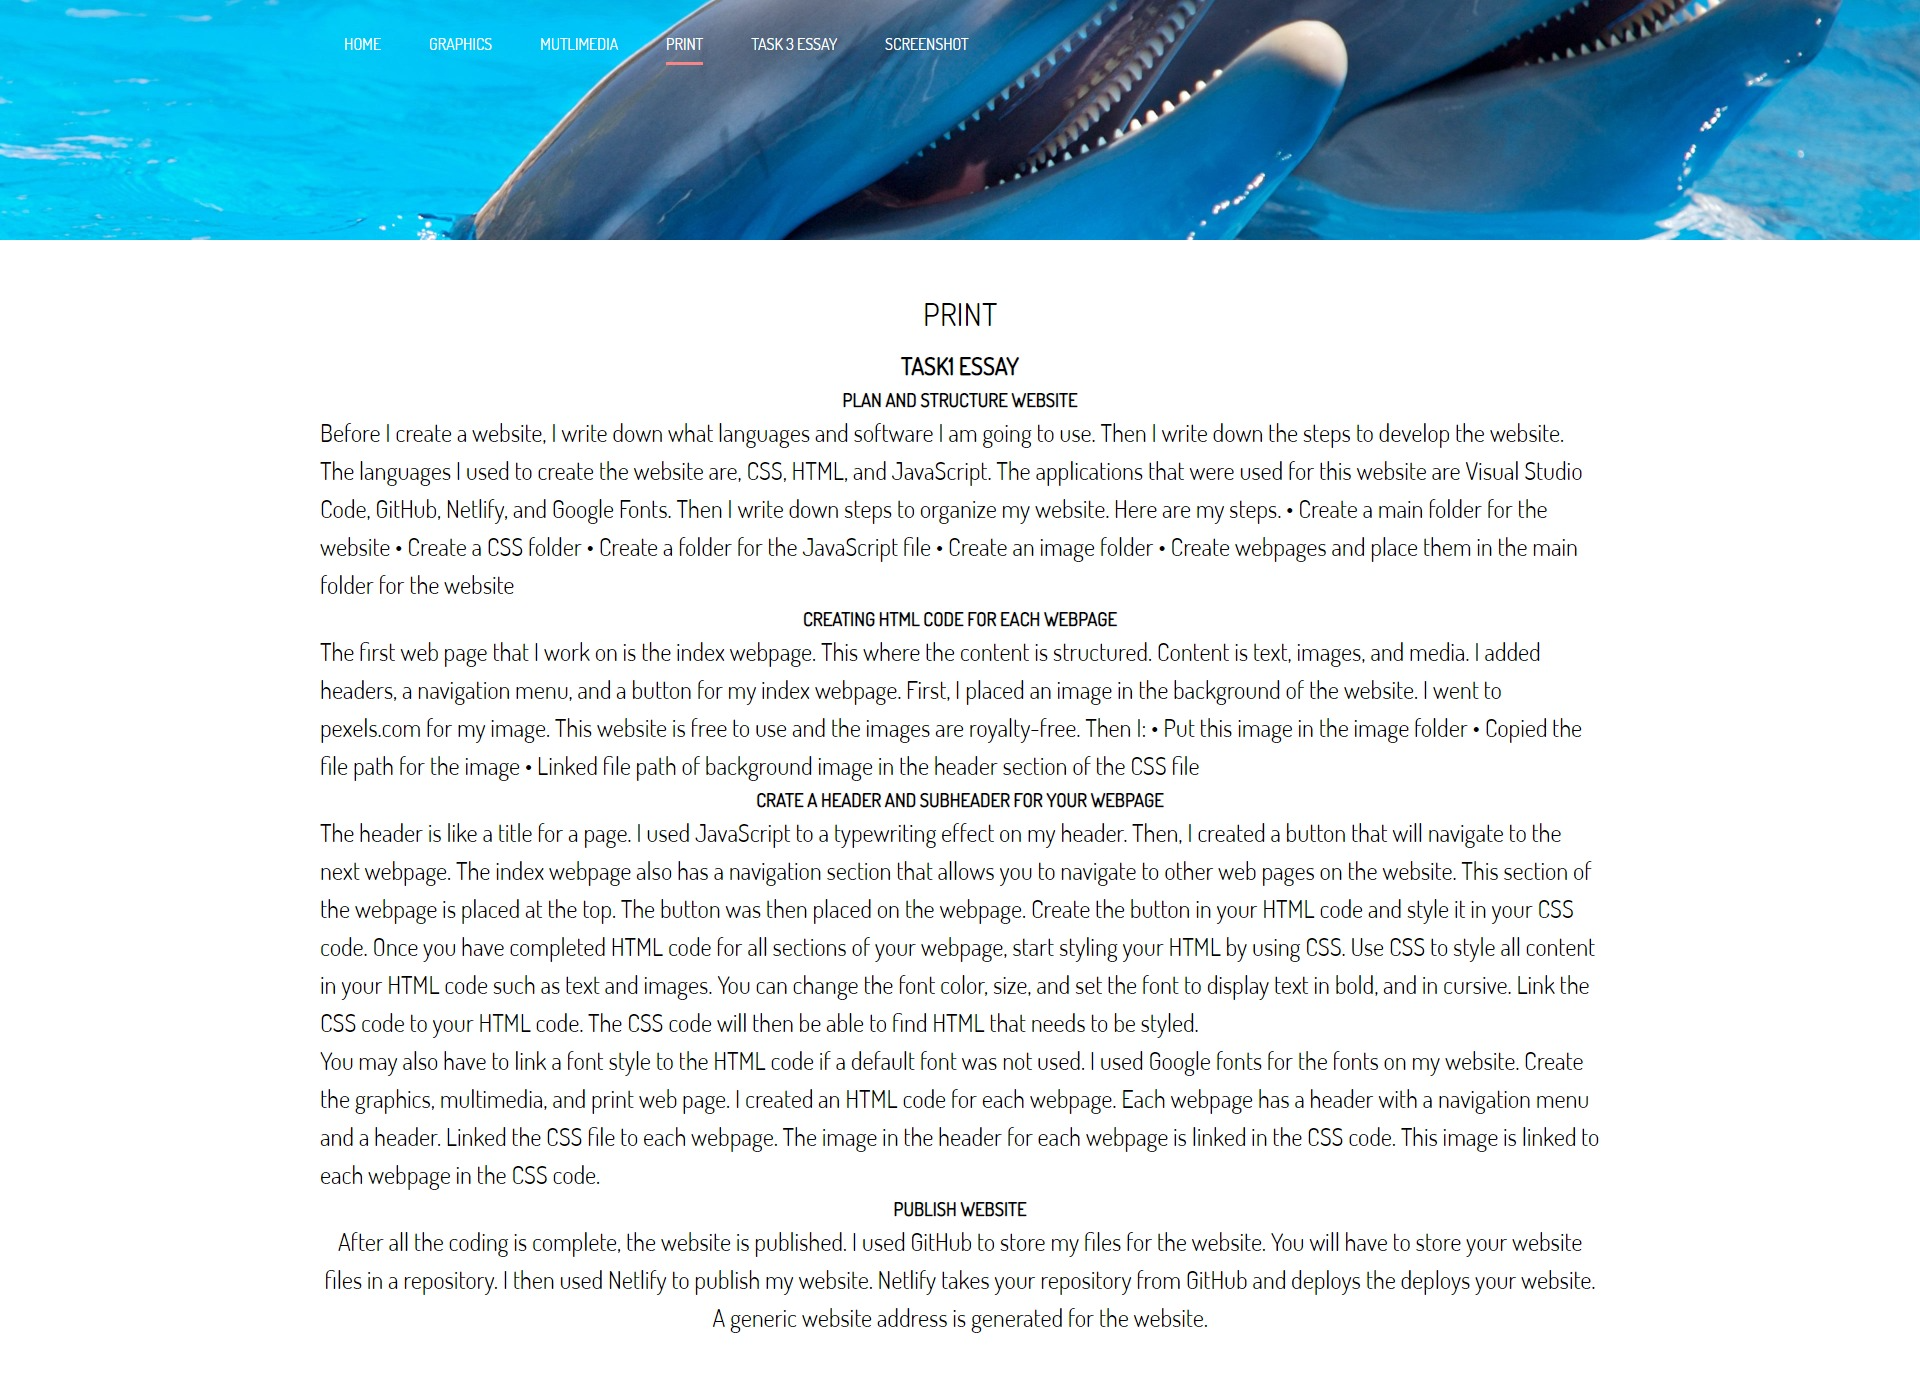 HOME GRAPHICS MUTLIMEDIA PRINT TASK 3 ESSAY SCREENSHOT
PRINT
TASK1 ESSAY
PLAN AND STRUCTURE WEBSITE
Before I create a website, I write down what languages and software I am going to use. Then I write down the steps to develop the website.
The languages I used to create the website are, CSS, HTML, and JavaScript. The applications that were used for this website are Visual Studio
Code, GitHub, Netlify, and Google Fonts. Then I write down steps to organize my website. Here are my steps. • Create a main folder for the
website • Create a CSS folder • Create a folder for the JavaScript file • Create an image folder • Create webpages and place them in the main
folder for the website
CREATING HTML CODE FOR EACH WEBPAGE
The first web page that I work on is the index webpage. This where the content is structured. Content is text, images, and media. I added
headers, a navigation menu, and a button for my index webpage. First, I placed an image in the background of the website. I went to
pexels.com for my image. This website is free to use and the images are royalty-free. Then I: • Put this image in the image folder • Copied the
file path for the image • Linked file path of background image in the header section of the CSS file
CRATE A HEADER AND SUBHEADER FOR YOUR WEBPAGE
The header is like a title for a page. I used JavaScript to a typewriting effect on my header. Then, I created a button that will navigate to the
next webpage. The index webpage also has a navigation section that allows you to navigate to other web pages on the website. This section of
the webpage is placed at the top. The button was then placed on the webpage. Create the button in your HTML code and style it in your CSS
code. Once you have completed HTML code for all sections of your webpage, start styling your HTML by using CSS. Use CSS to style all content
in your HTML code such as text and images. You can change the font color, size, and set the font to display text in bold, and in cursive. Link the
CSS code to your HTML code. The CSS code will then be able to find HTML that needs to be styled.
You may also have to link a font style to the HTML code if a default font was not used. I used Google fonts for the fonts on my website. Create
the graphics, multimedia, and print web page. I created an HTML code for each webpage. Each webpage has a header with a navigation menu
and a header. Linked the CSS file to each webpage. The image in the header for each webpage is linked in the CSS code. This image is linked to
each webpage in the CSS code.
PUBLISH WEBSITE
After all the coding is complete, the website is published. I used GitHub to store my files for the website. You will have to store your website
files in a repository. I then used Netlify to publish my website. Netlify takes your repository from GitHub and deploys the deploys your website.
A generic website address is generated for the website.